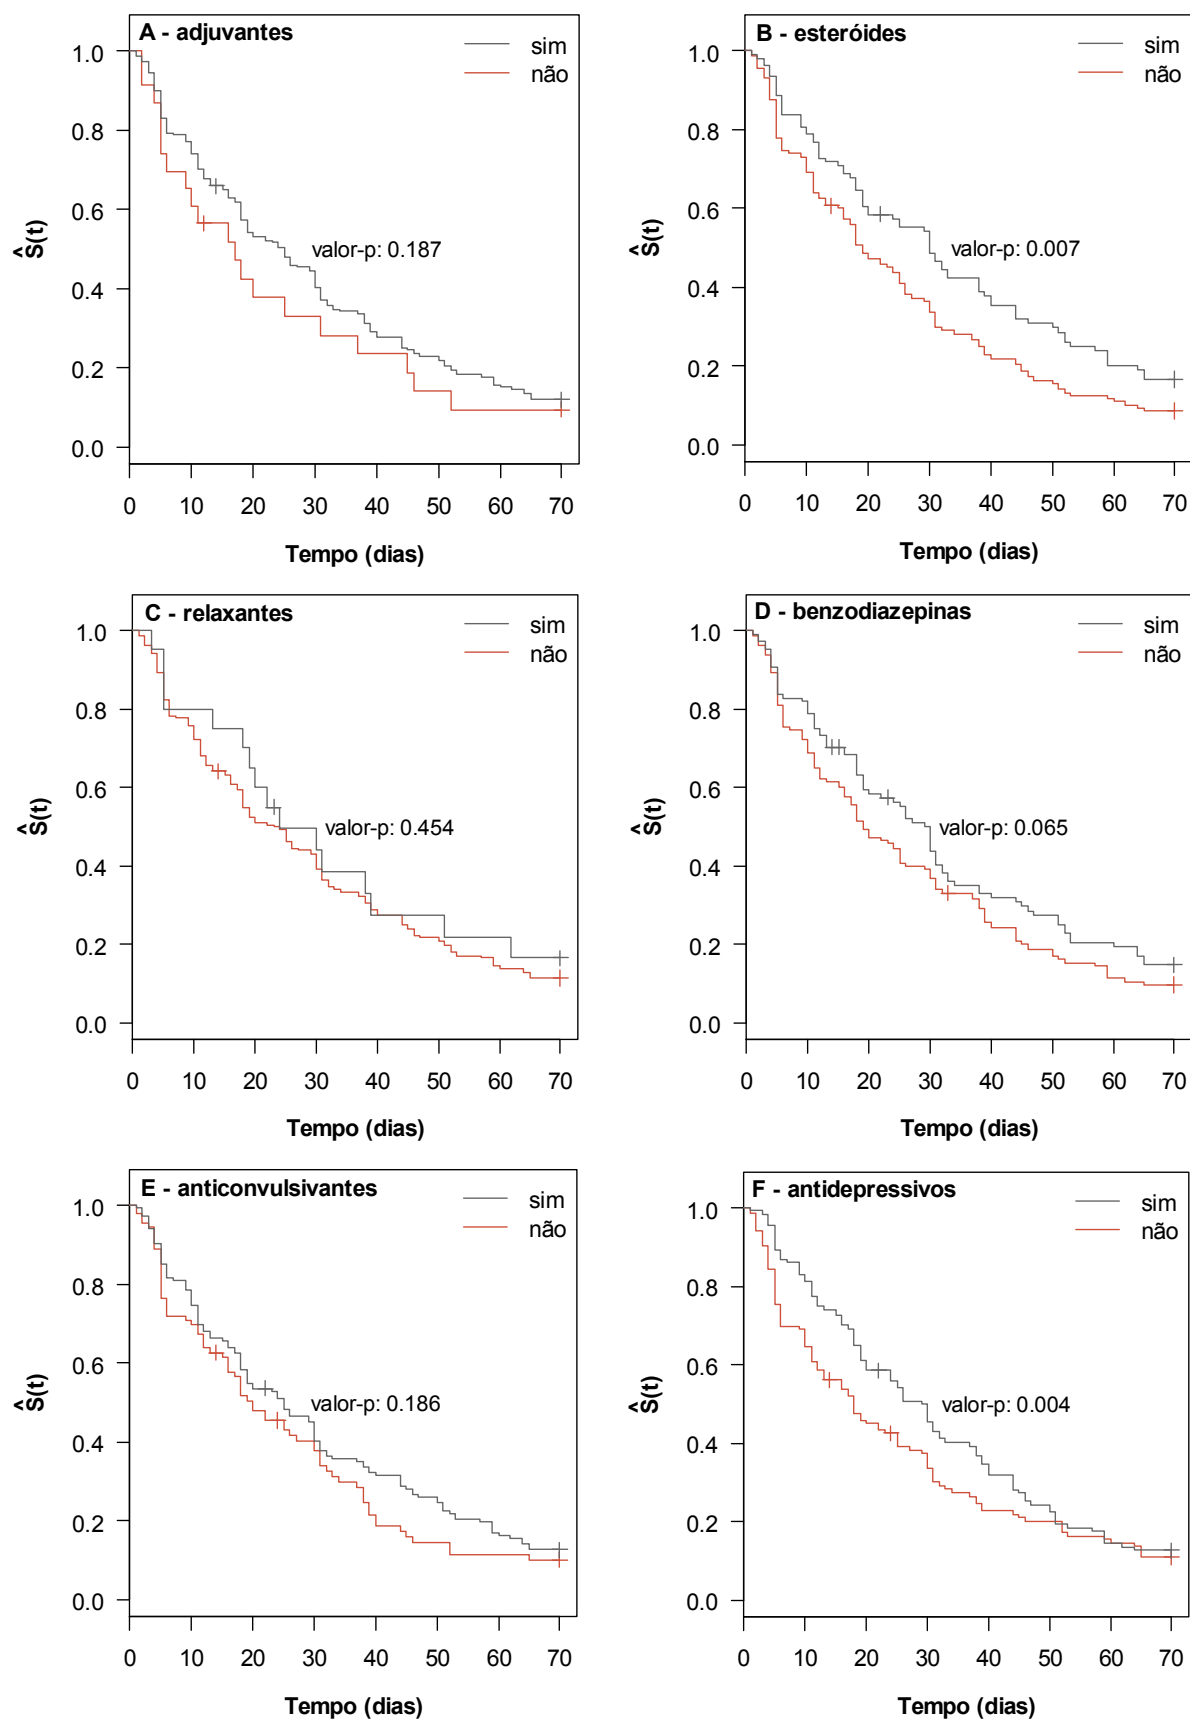 A - adjuvantes
sim
não
1.0
0.8
0.6
0.4
0.2
0.0
Ŝ(t)
valor-p: 0.187
0 10 20 30 40 50 60 70
Tempo (dias)
B - esteróides
sim
não
1.0
0.8
0.6
0.4
0.2
0.0
Ŝ(t)
valor-p: 0.007
0 10 20 30 40 50 60 70
Tempo (dias)
C - relaxantes
sim
não
1.0
0.8
0.6
0.4
0.2
0.0
Ŝ(t)
valor-p: 0.454
0 10 20 30 40 50 60 70
Tempo (dias)
D - benzodiazepinas
sim
não
1.0
0.8
0.6
0.4
0.2
0.0
Ŝ(t)
valor-p: 0.065
0 10 20 30 40 50 60 70
Tempo (dias)
E - anticonvulsivantes
sim
não
1.0
0.8
0.6
0.4
0.2
0.0
Ŝ(t)
valor-p: 0.186
0 10 20 30 40 50 60 70
Tempo (dias)
F - antidepressivos
sim
não
1.0
0.8
0.6
0.4
0.2
0.0
Ŝ(t)
valor-p: 0.004
0 10 20 30 40 50 60 70
Tempo (dias)